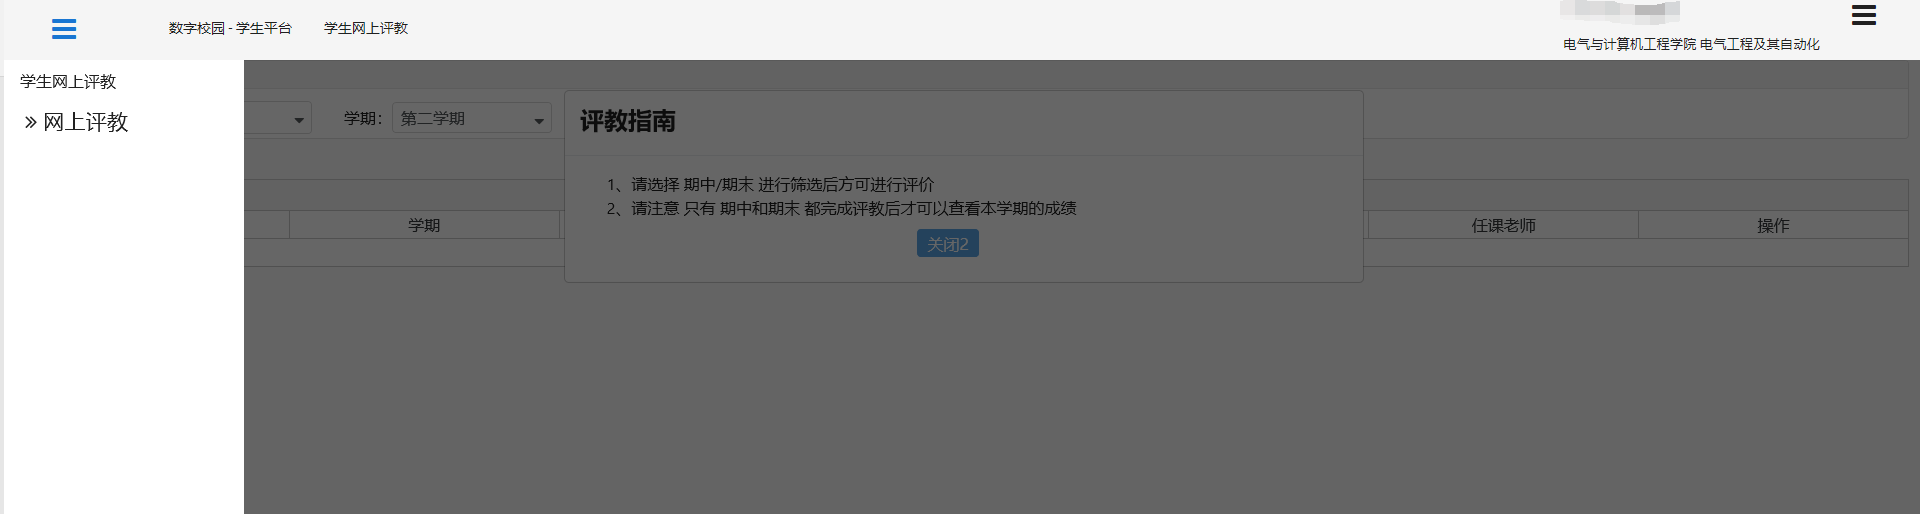 数字校园 - 学生平台 学生网上评教
电气与计算机工程学院 电气工程及其自动化
学生网上评教
网上评教
学期： 第二学期
评教指南
1、请选择 期中/期末 进行筛选后方可进行评价
2、请注意 只有 期中和期末 都完成评教后才可以查看本学期的成绩
关闭2
学期 任课老师 操作